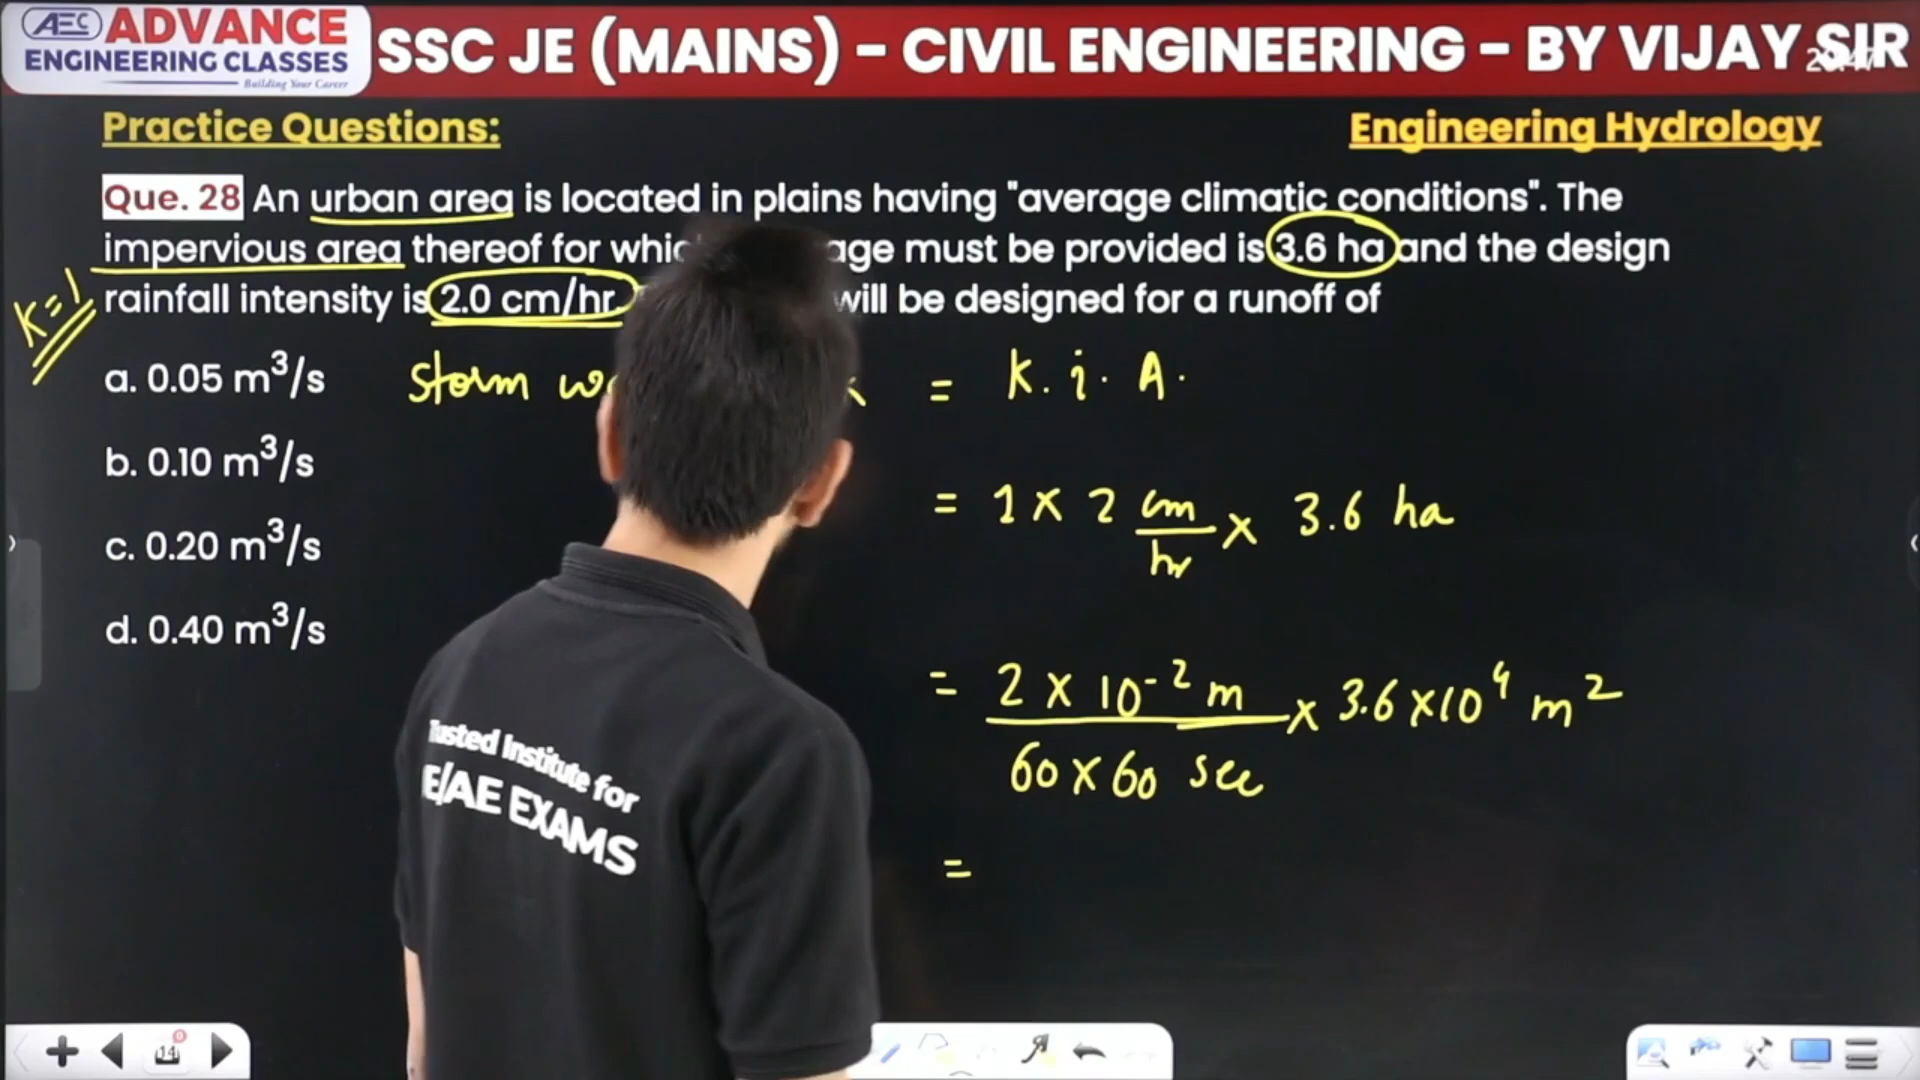 AEC ADVANCE
ENGINEERING CLASSES
Building Your Career
SSC JE (MAINS) - CIVIL ENGINEERING - BY VIJAY SIR
Practice Questions:
Engineering Hydrology
Que. 28 An urban area is located in plains having "average climatic conditions". The
impervious area thereof for age must be provided is 3.6 ha and the design
rainfall intensity is 2.0 cm/hr will be designed for a runoff of
K=1
a. 0.05 m³/s
b. 0.10 m³/s
c. 0.20 m³/s
d. 0.40 m³/s
Storm = K. i. A.
= 1 × 2 cm/hr × 3.6 ha
= 2 × 10⁻² m / 60 × 60 sec × 3.6 × 10⁴ m²
=
Trusted Institute for
E/AE EXAMS
14
0